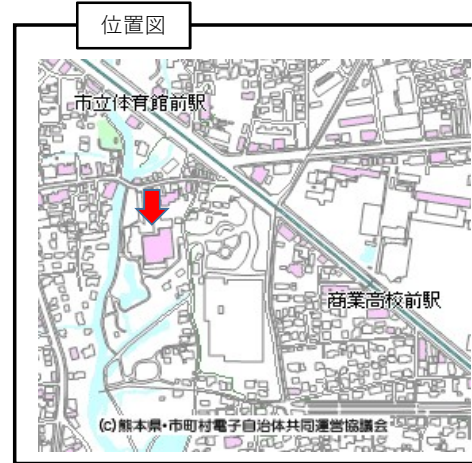 位置図
市立体育館前駅
商業高校前駅
(c)熊本県・市町村電子自治体共同運営協議会